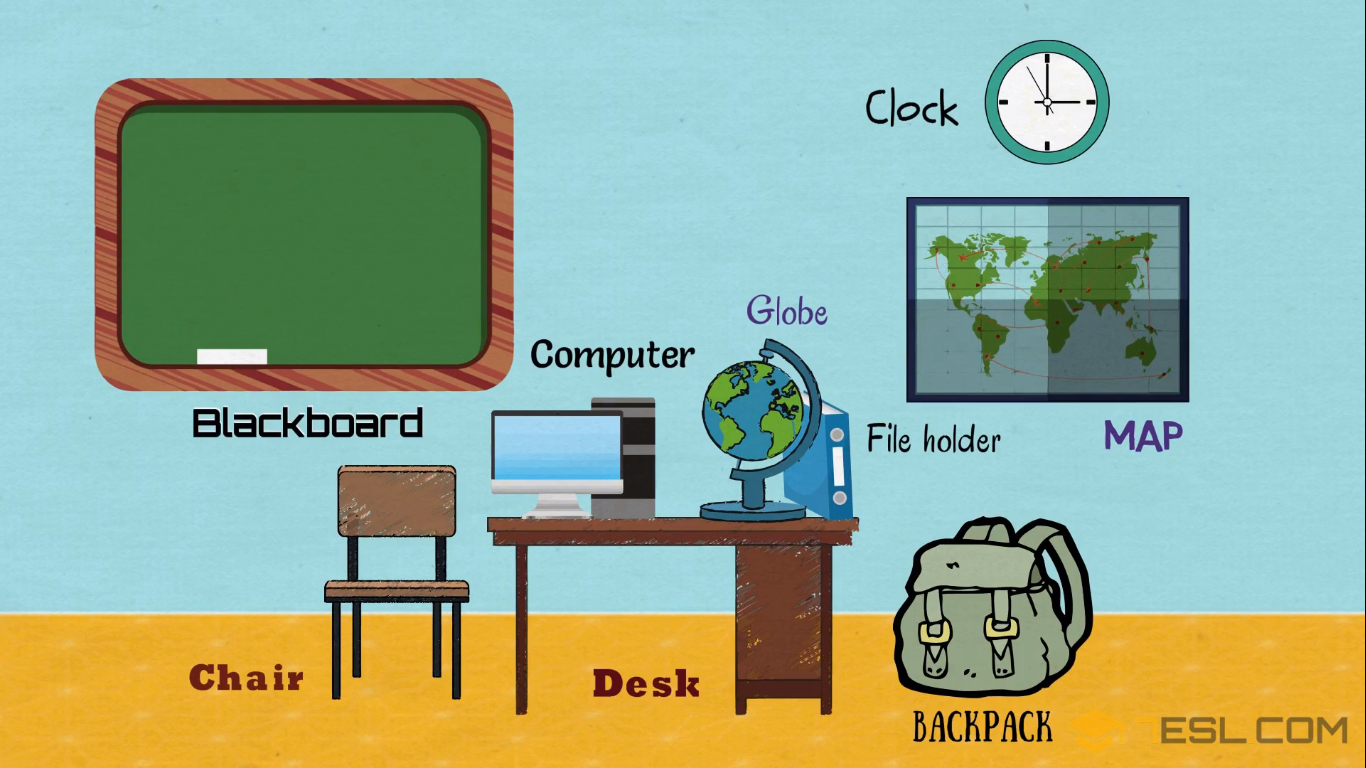 Clock
Globe
Computer
Blackboard
File holder
MAP
Chair
Desk
BACKPACK
ESL.COM